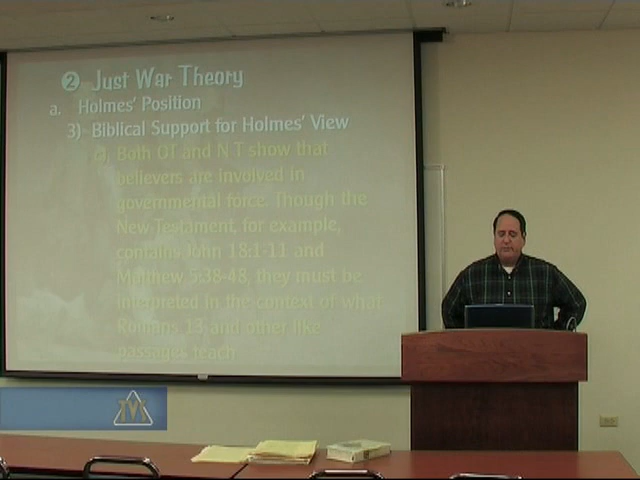 ❷ Just War Theory
a. Holmes' Position
3) Biblical Support for Holmes' View
c) Both OT and N T show that
believers are involved in
governmental force. Though the
New Testament, for example,
contains John 18:1-11 and
Matthew 5:38-48, they must be
interpreted in the context of what
Romans 13 and other like
passages teach.